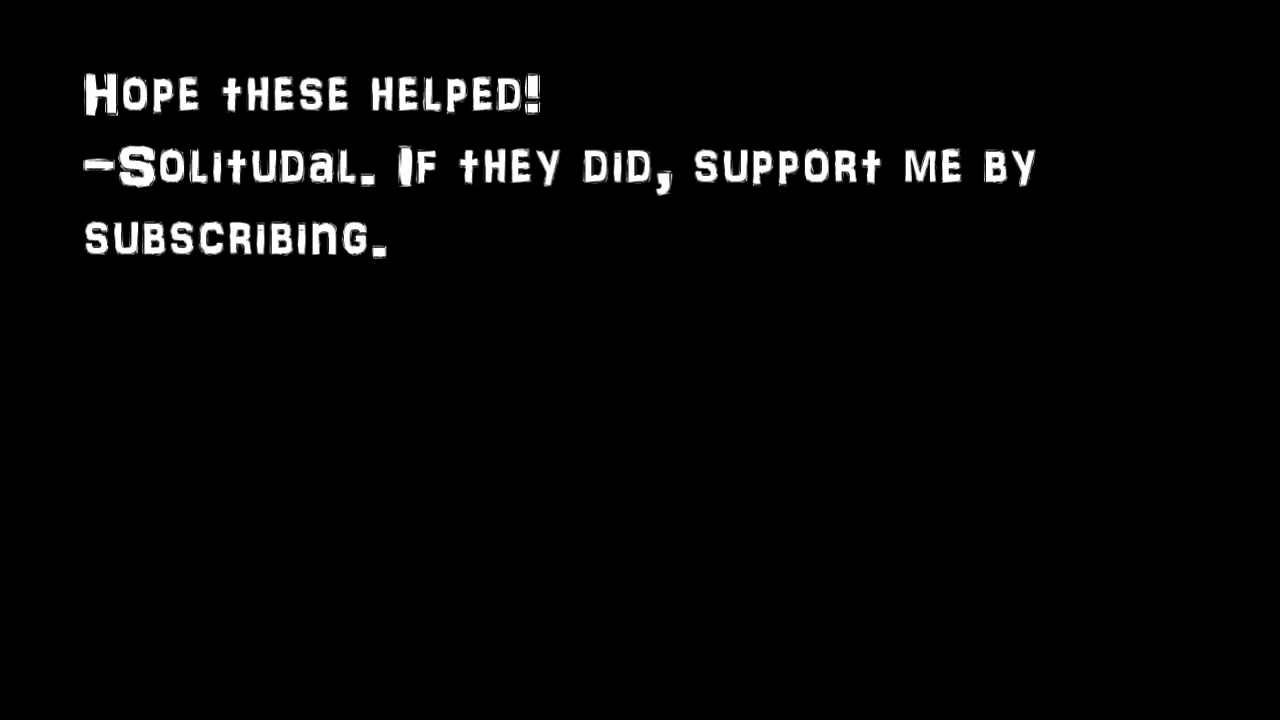 Hope these helped!
-Solitudal. If they did, support me by
subscribing.